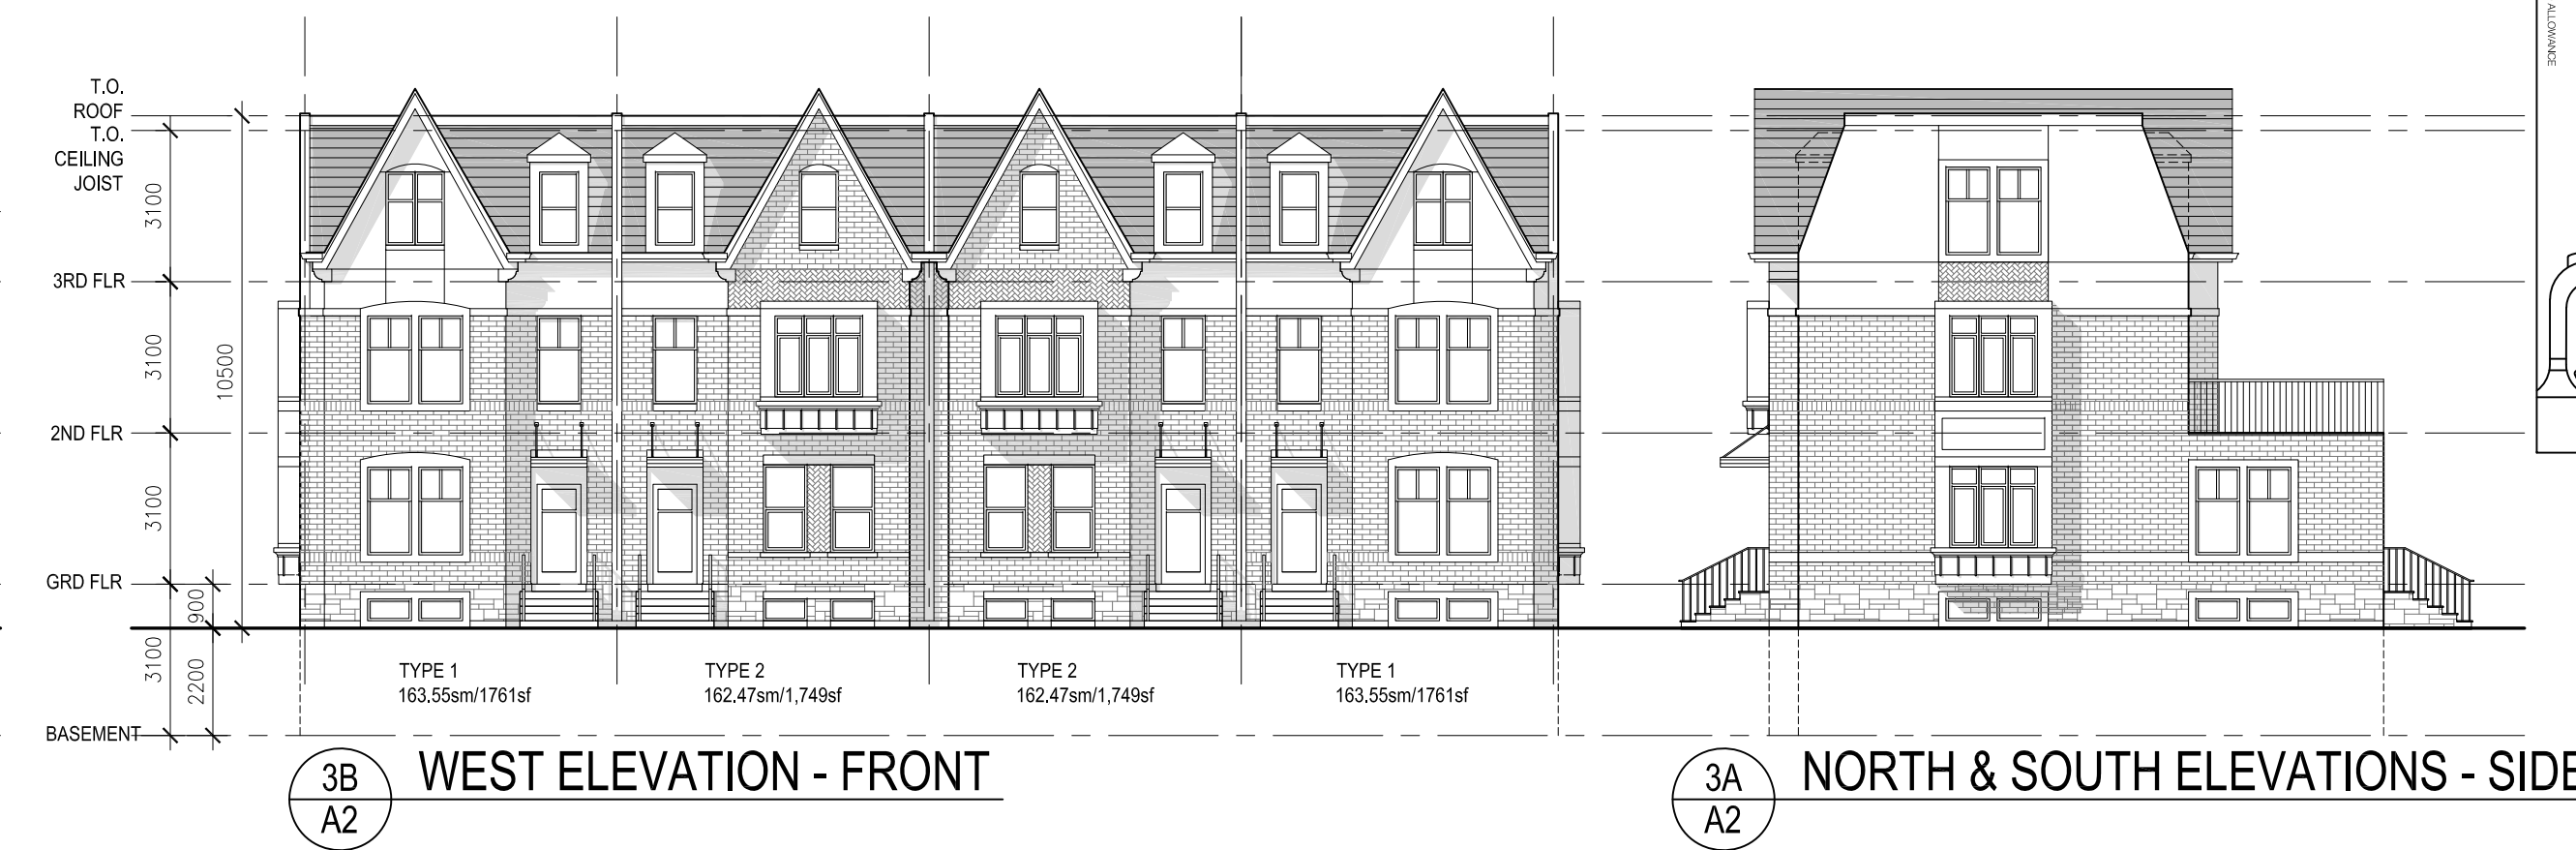 ALLOWANCE
T.O.
ROOF
T.O.
CEILING
JOIST
3100
3RD FLR
3100
10500
2ND FLR
3100
GRD FLR
900
3100
2200
BASEMENT
TYPE 1
163.55sm/1761sf
TYPE 2
162.47sm/1,749sf
TYPE 2
162.47sm/1,749sf
TYPE 1
163.55sm/1761sf
3B
A2
WEST ELEVATION - FRONT
3A
A2
NORTH & SOUTH ELEVATIONS - SIDE